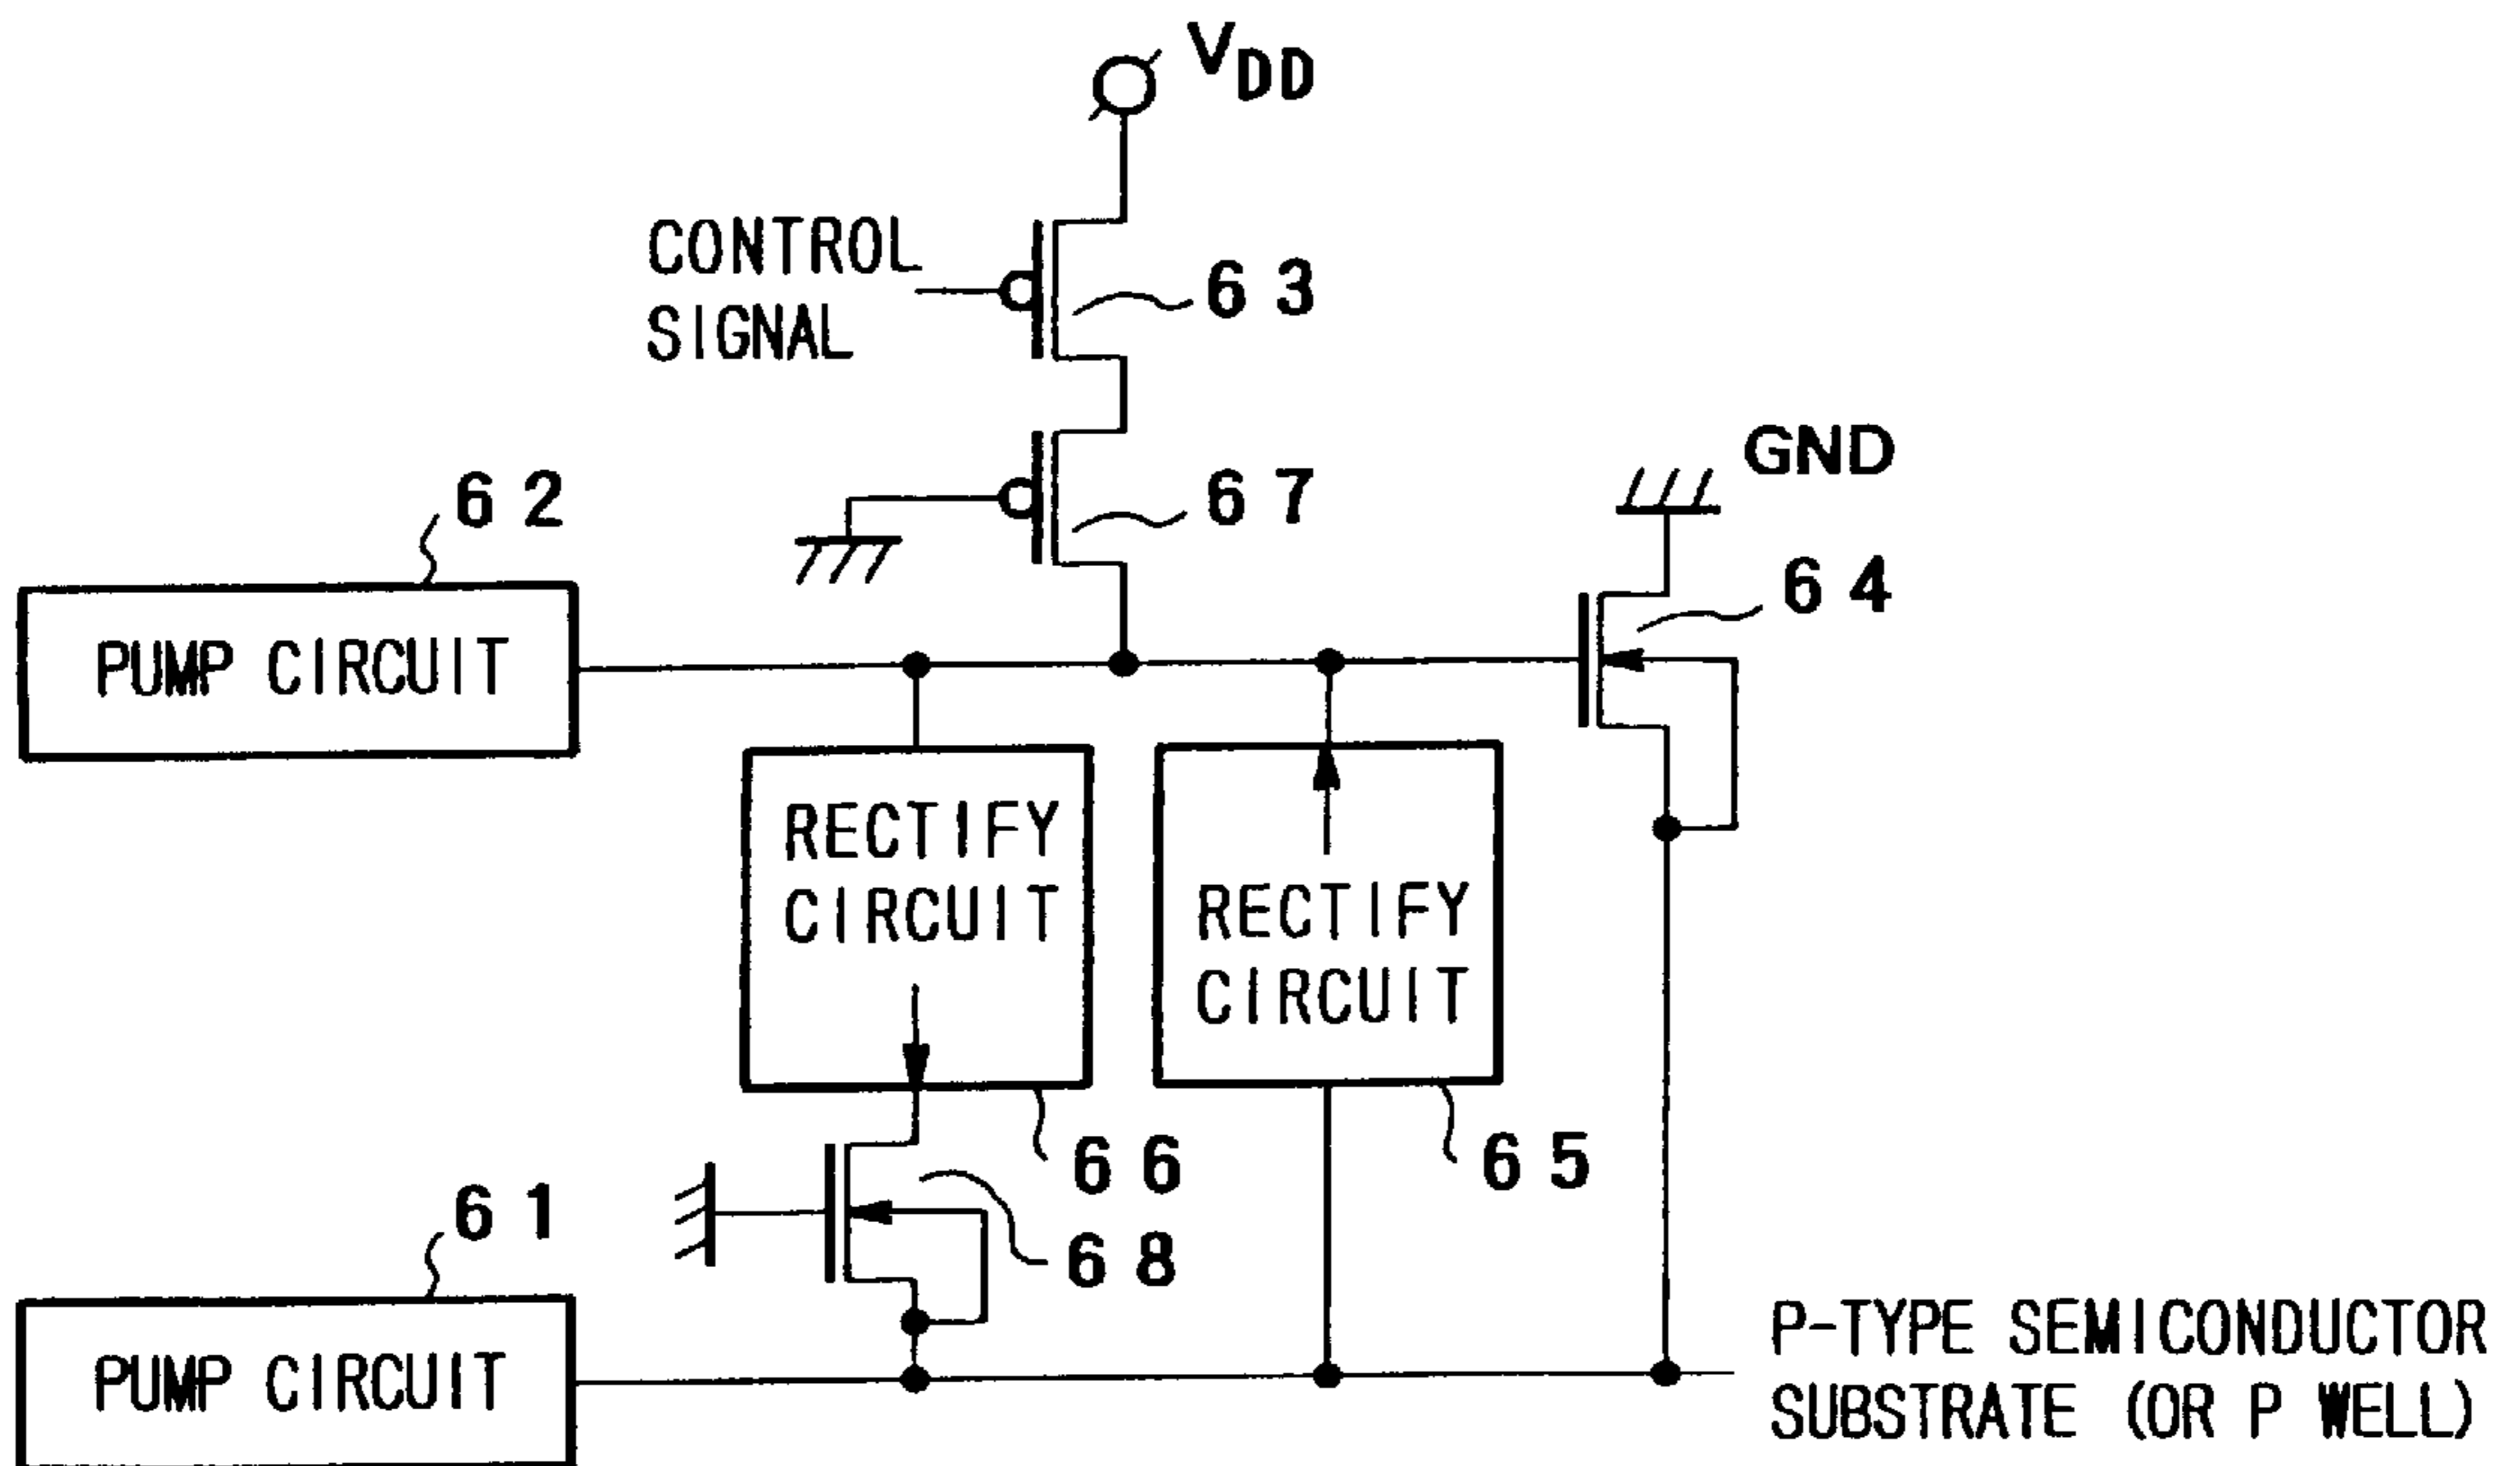 VDD
CONTROL
SIGNAL
63
67
GND
62
64
PUMP CIRCUIT
RECTIFY
CIRCUIT
RECTIFY
CIRCUIT
66
65
61
68
PUMP CIRCUIT
P-TYPE SEMICONDUCTOR
SUBSTRATE (OR P WELL)